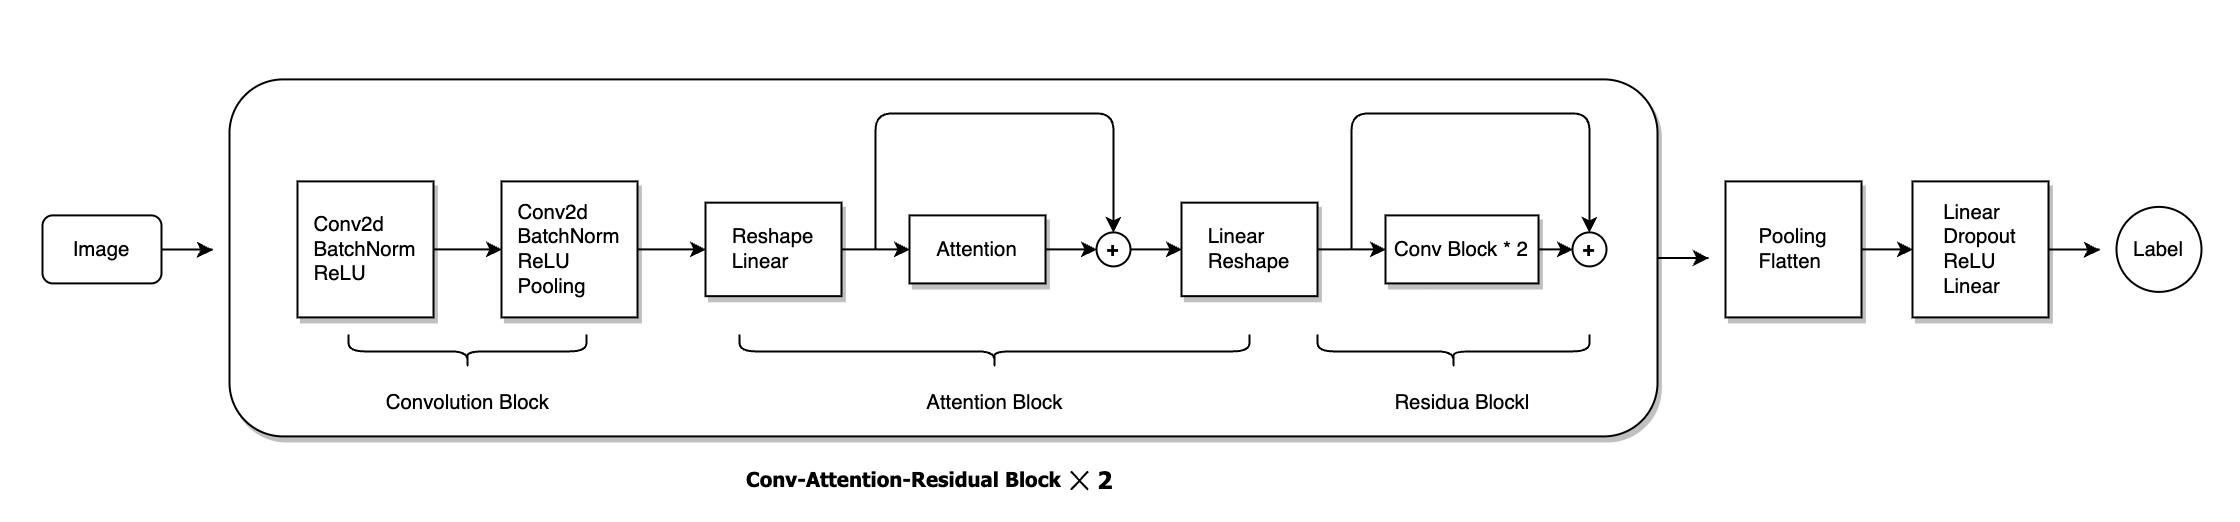 Image
Conv2d
BatchNorm
ReLU
Conv2d
BatchNorm
ReLU
Pooling
Reshape
Linear
Attention
+
Linear
Reshape
Conv Block * 2
+
Pooling
Flatten
Linear
Dropout
ReLU
Linear
Label
Convolution Block
Attention Block
Residua Blockl
Conv-Attention-Residual Block × 2